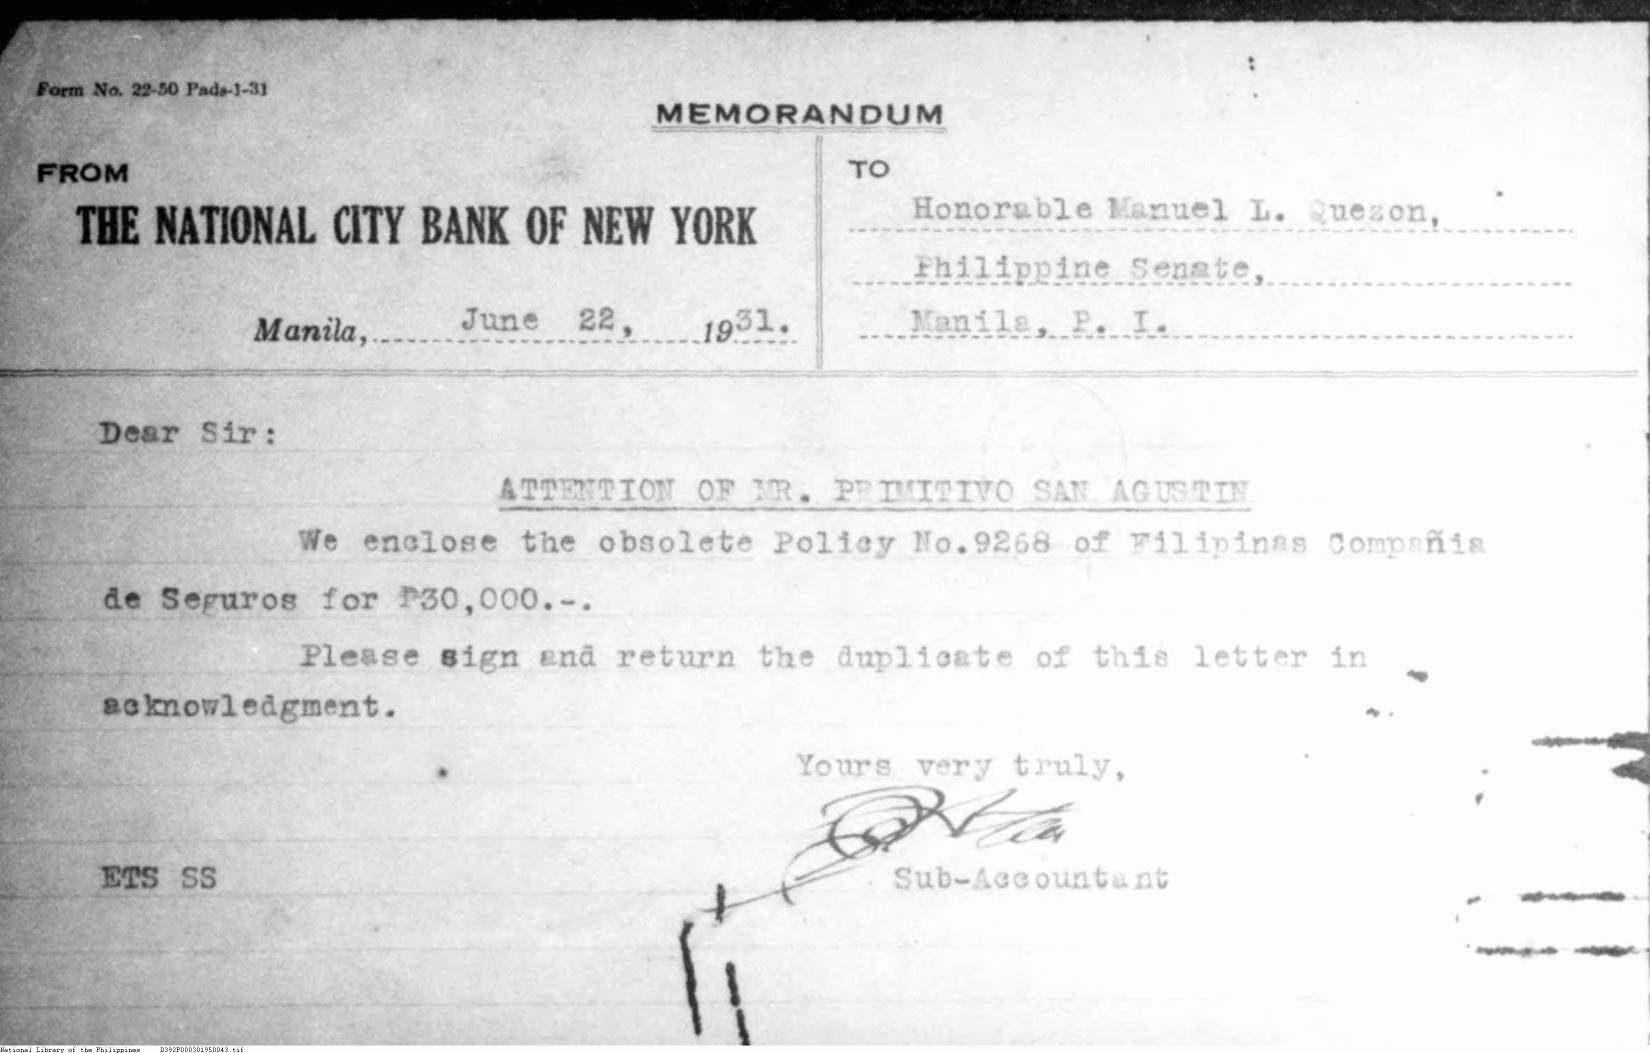 Form No. 22-50 Pads-1-31
MEMORANDUM
FROM
THE NATIONAL CITY BANK OF NEW YORK
Manila, June 22, 1931.
TO
Honorable Manuel L. Quezon,
Philippine Senate,
Manila, P. I.
Dear Sir:
ATTENTION OF MR. PRIMITIVO SAN AGUSTIN
We enclose the obsolete Policy No.9268 of Filipinas Compañia
de Seguros for ₱30,000.-.
Please sign and return the duplicate of this letter in
acknowledgment.
Yours very truly,
Sub-Accountant
ETS SS
National Library of the Philippines D392P000301950043.tif